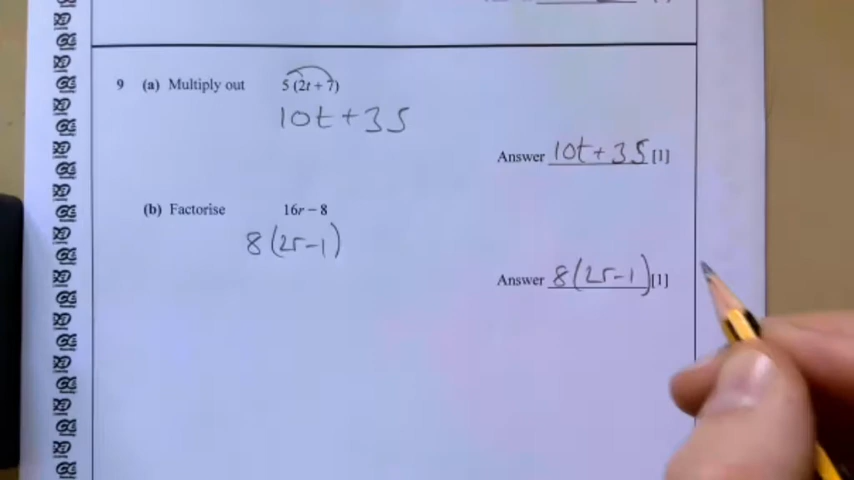 9 (a) Multiply out 5 (2t + 7)
10t + 35
Answer 10t + 35 [1]
(b) Factorise 16r – 8
8(2r-1)
Answer 8(2r-1) [1]